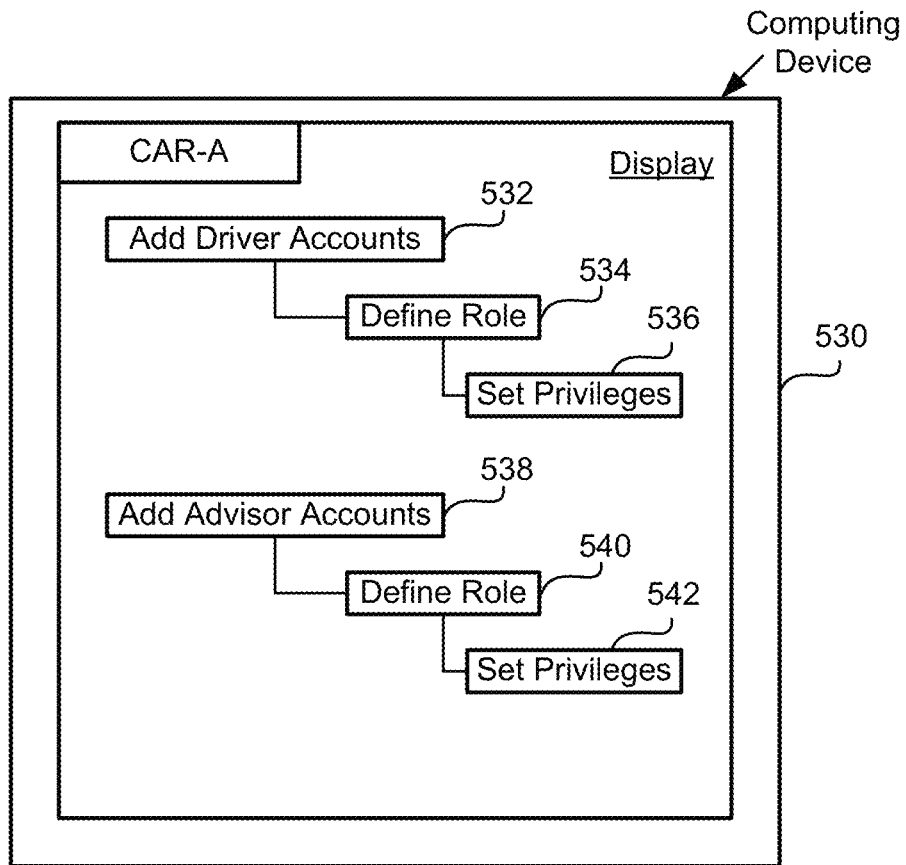 Computing
Device
CAR-A
Display
532
Add Driver Accounts
534
Define Role
536
530
Set Privileges
538
Add Advisor Accounts
540
Define Role
542
Set Privileges